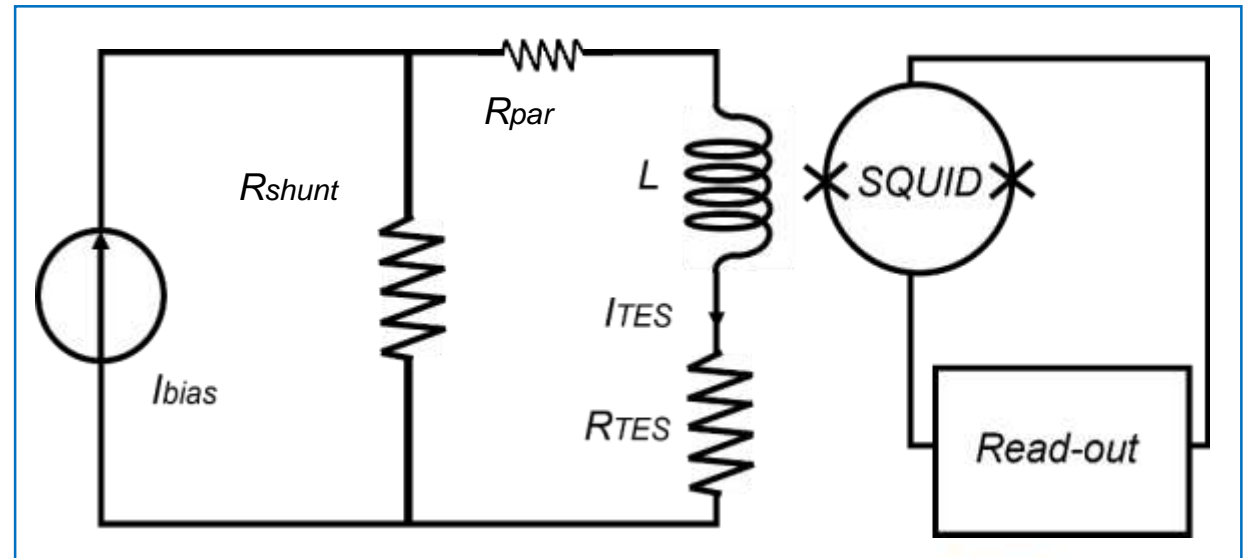 Rpar
Rshunt
L
SQUID
ITES
Ibias
RTES
Read-out